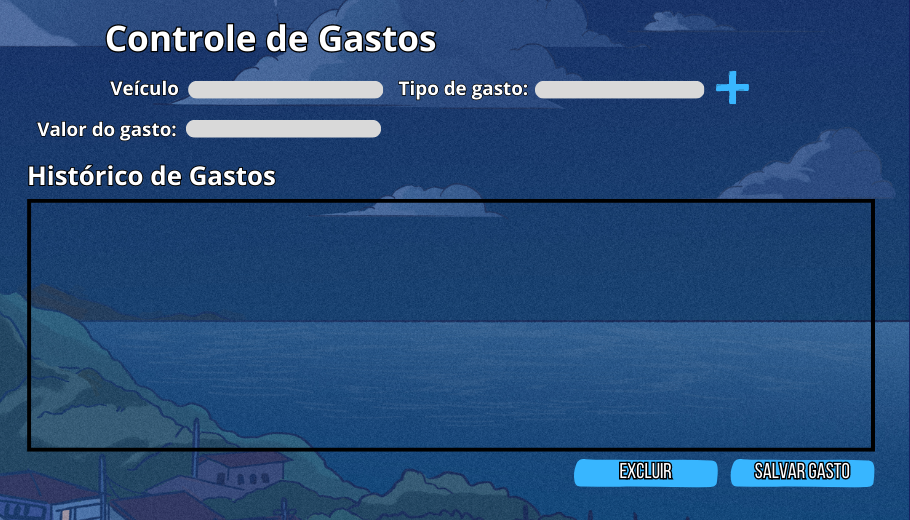 Controle de Gastos
Veículo Tipo de gasto:
Valor do gasto:
Histórico de Gastos
EXCLUIR SALVAR GASTO